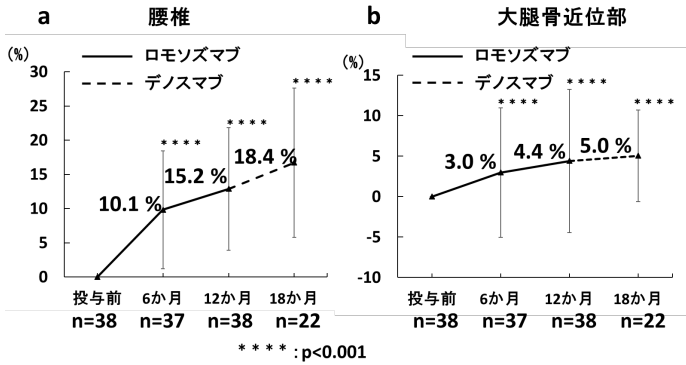 a 腰椎
(%)
ロモソズマブ
デノスマブ
30
25
20
15
10
5
0
10.1 %
15.2 %
18.4 %
****
****
****
投与前 6か月 12か月 18か月
n=38 n=37 n=38 n=22
b 大腿骨近位部
(%)
ロモソズマブ
デノスマブ
15
10
5
0
-5
-10
3.0 %
4.4 %
5.0 %
****
****
****
投与前 6か月 12か月 18か月
n=38 n=37 n=38 n=22
****:p<0.001